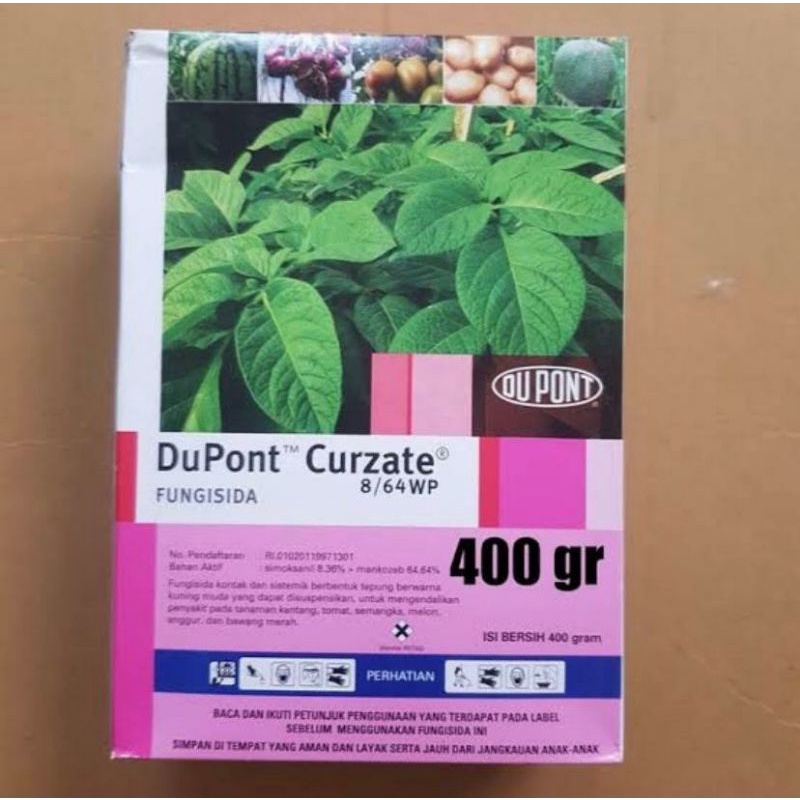 DU PONT
DuPont™ Curzate®
8/64WP
FUNGISIDA
400 gr
No. Pendaftaran : RI.01020119971301
Bahan Aktif : simoksanil 8.36% + mankozeb 64.64%
Fungisida kontak dan sistemik berbentuk tepung berwarna
kuning muda yang dapat disuspensikan, untuk mengendalikan
penyakit pada tanaman kentang, tomat, semangka, melon,
anggur, dan bawang merah.
ISI BERSIH 400 gram
PERHATIAN
BACA DAN IKUTI PETUNJUK PENGGUNAAN YANG TERDAPAT PADA LABEL
SEBELUM MENGGUNAKAN FUNGISIDA INI
SIMPAN DI TEMPAT YANG AMAN DAN LAYAK SERTA JAUH DARI JANGKAUAN ANAK-ANAK